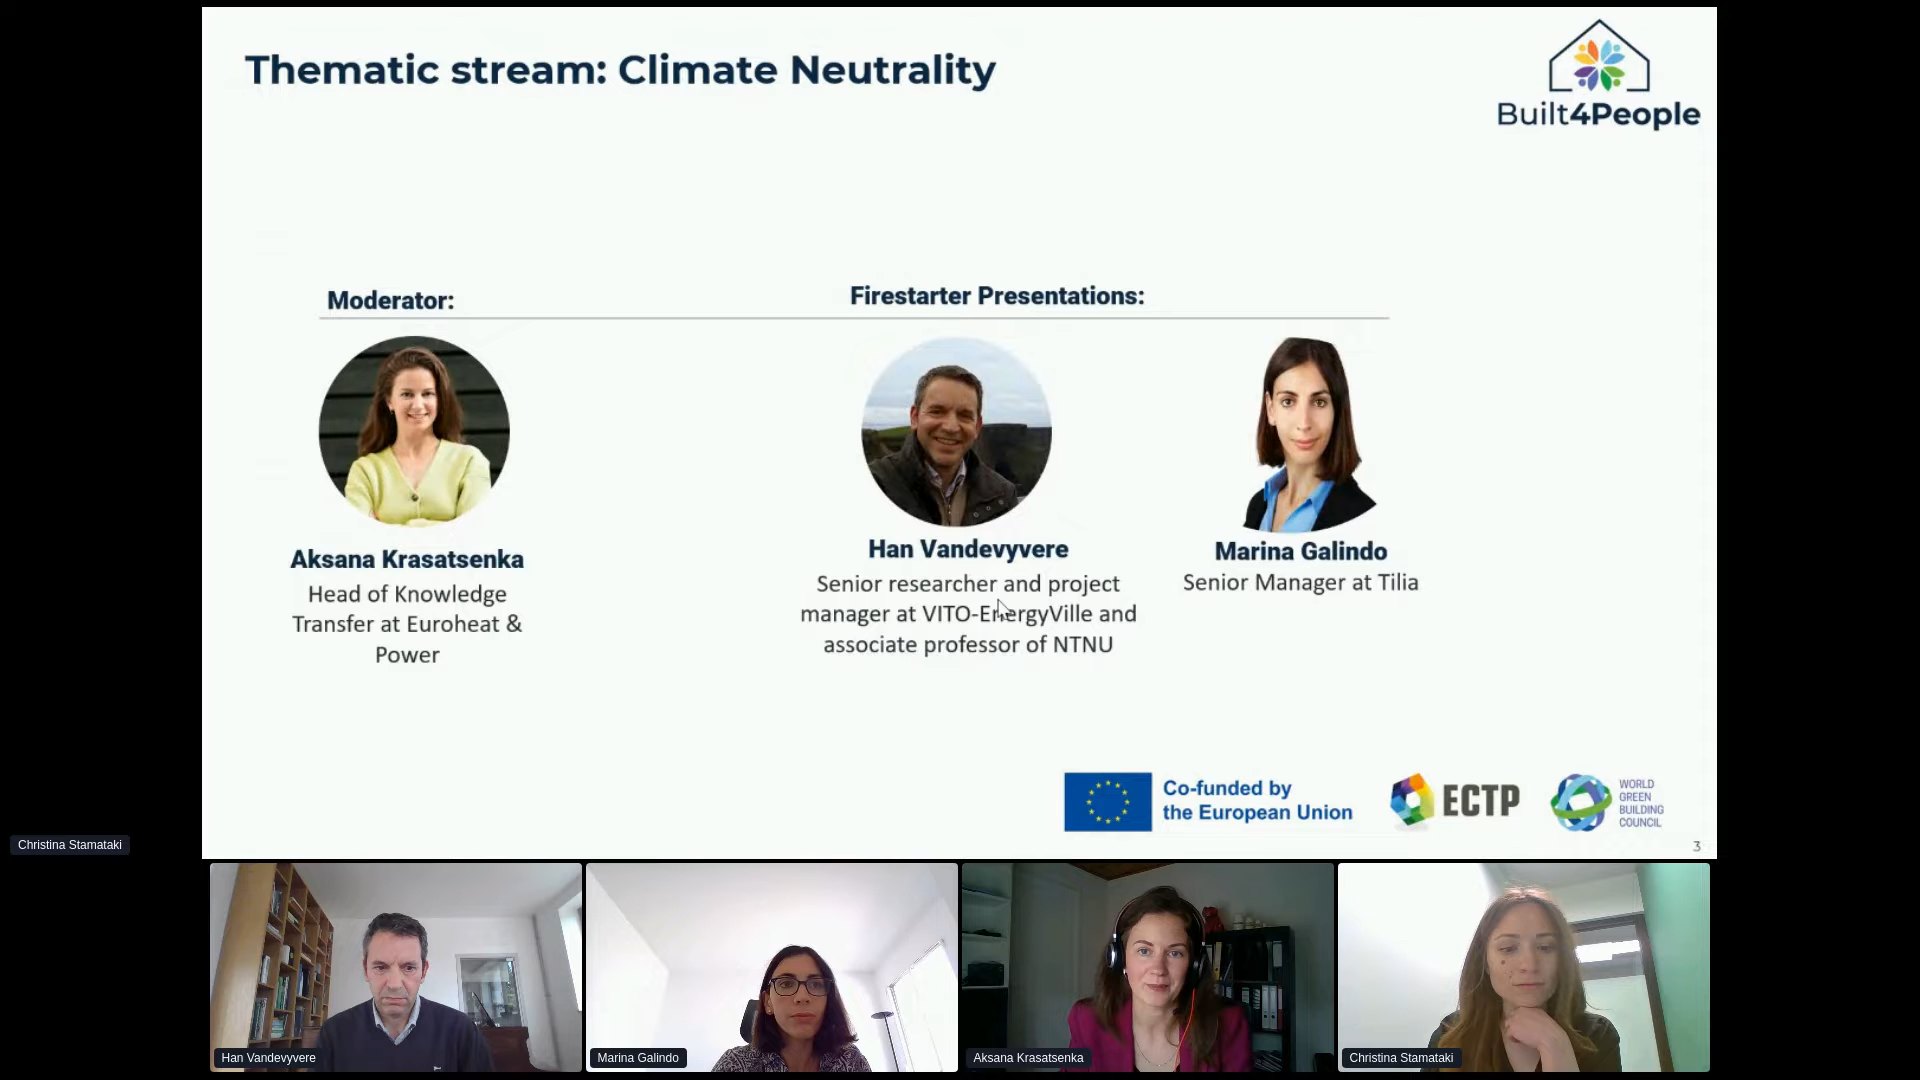 Thematic stream: Climate Neutrality
Built4People
Moderator:
Firestarter Presentations:
Aksana Krasatsenka
Head of Knowledge
Transfer at Euroheat &
Power
Han Vandevyvere
Senior researcher and project
manager at VITO-EnergyVille and
associate professor of NTNU
Marina Galindo
Senior Manager at Tilia
Co-funded by
the European Union
ECTP
WORLD
GREEN
BUILDING
COUNCIL
3
Christina Stamataki
Han Vandevyvere
Marina Galindo
Aksana Krasatsenka
Christina Stamataki